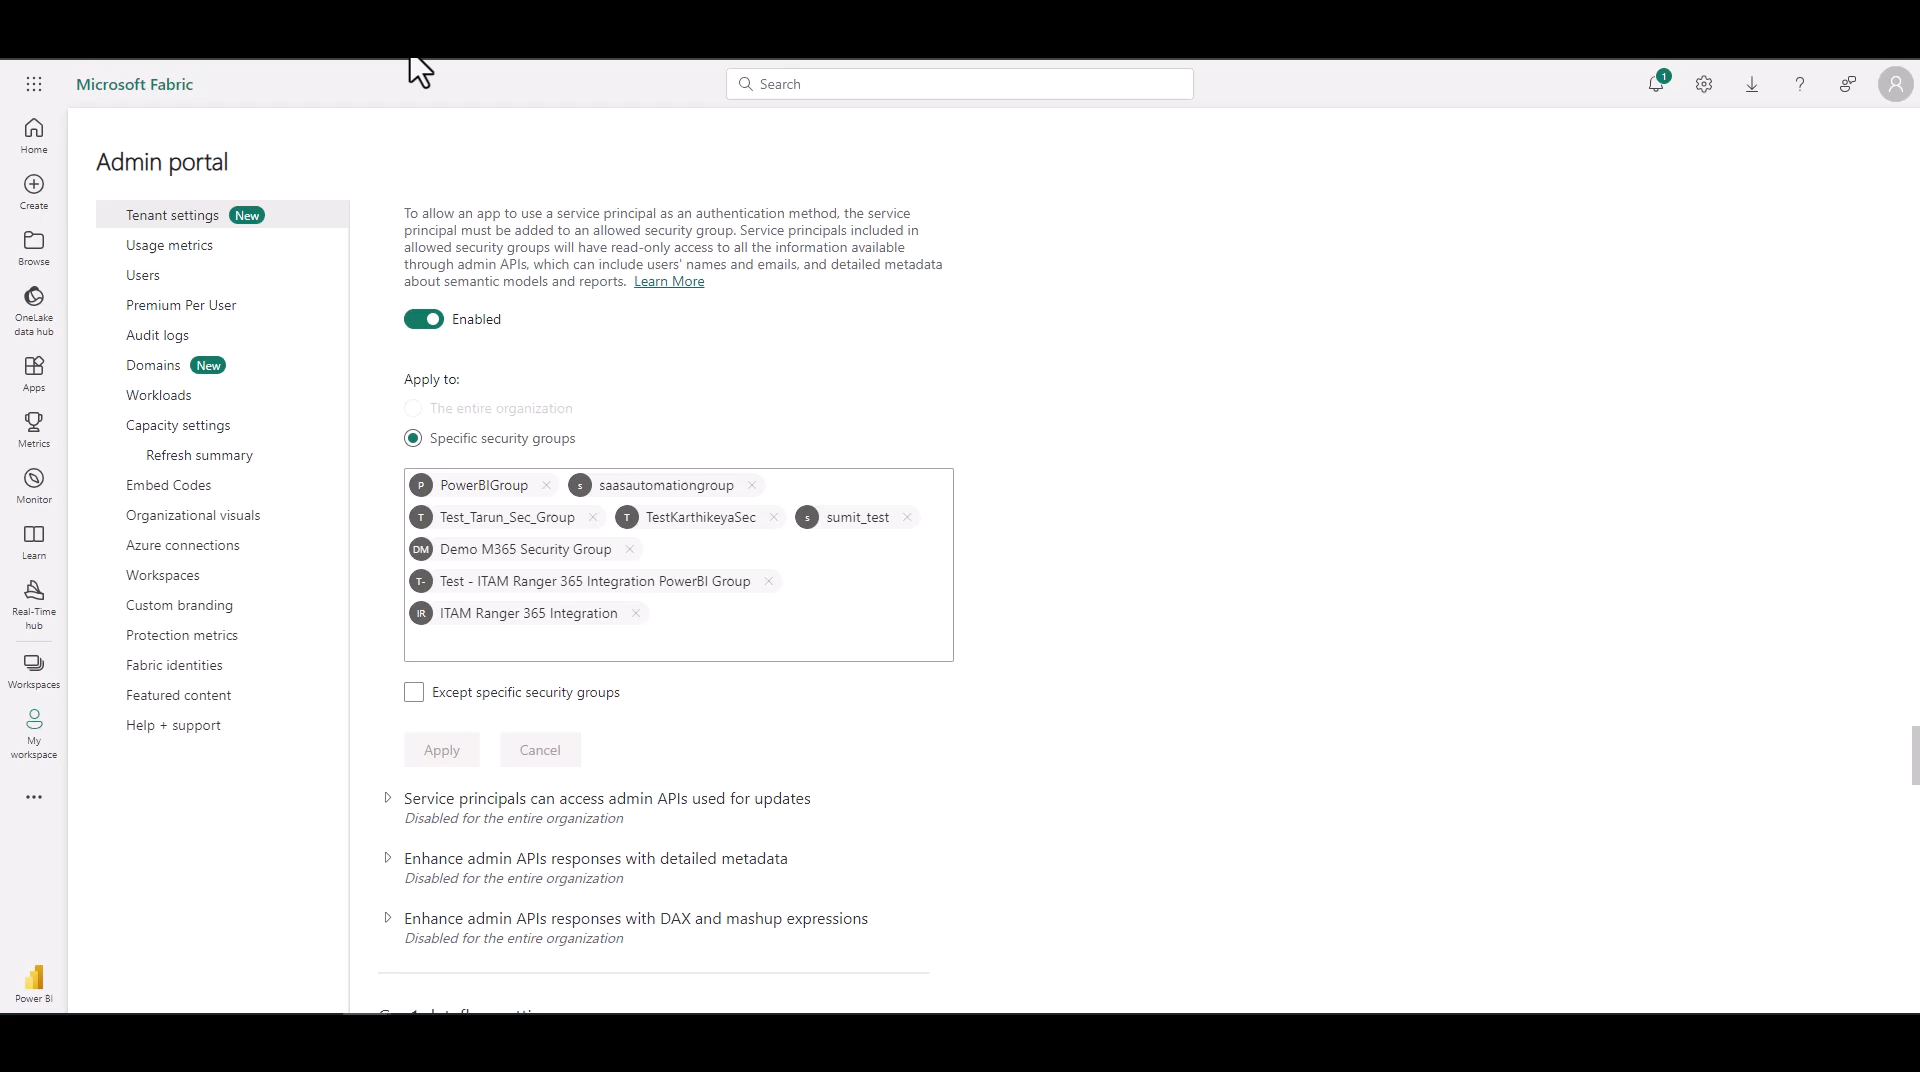 Microsoft Fabric
Search
1
Home
Create
Browse
OneLake
data hub
Apps
Metrics
Monitor
Learn
Real-Time
hub
Workspaces
My
workspace
Power BI
Admin portal
Tenant settings New
Usage metrics
Users
Premium Per User
Audit logs
Domains New
Workloads
Capacity settings
Refresh summary
Embed Codes
Organizational visuals
Azure connections
Workspaces
Custom branding
Protection metrics
Fabric identities
Featured content
Help + support
To allow an app to use a service principal as an authentication method, the service
principal must be added to an allowed security group. Service principals included in
allowed security groups will have read-only access to all the information available
through admin APIs, which can include users' names and emails, and detailed metadata
about semantic models and reports. Learn More
Enabled
Apply to:
The entire organization
Specific security groups
P PowerBIGroup s saasautomationgroup
T Test_Tarun_Sec_Group T TestKarthikeyaSec s sumit_test
DM Demo M365 Security Group
T- Test - ITAM Ranger 365 Integration PowerBI Group
IR ITAM Ranger 365 Integration
Except specific security groups
Apply Cancel
Service principals can access admin APIs used for updates
Disabled for the entire organization
Enhance admin APIs responses with detailed metadata
Disabled for the entire organization
Enhance admin APIs responses with DAX and mashup expressions
Disabled for the entire organization